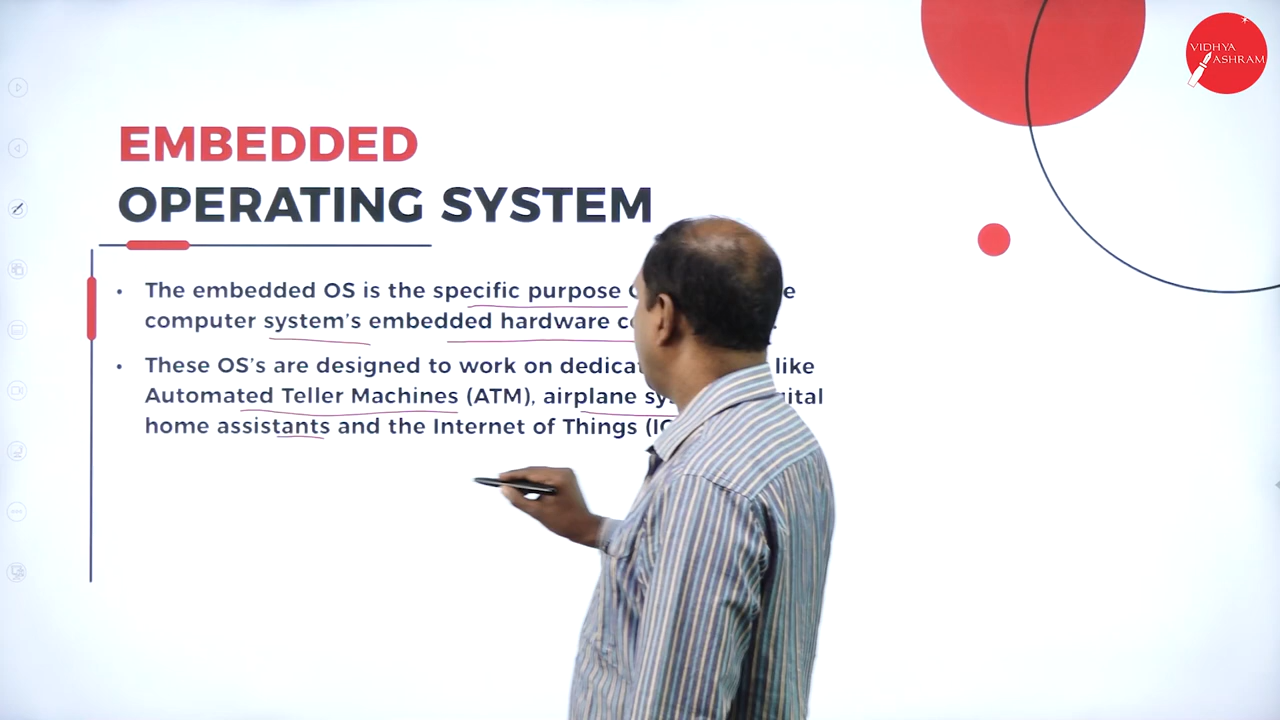 VIDHYA
ASHRAM
EMBEDDED
OPERATING SYSTEM
• The embedded OS is the specific purpose
computer system's embedded hardware
• These OS's are designed to work on like
Automated Teller Machines (ATM), airplane
home assistants and the Internet of Things